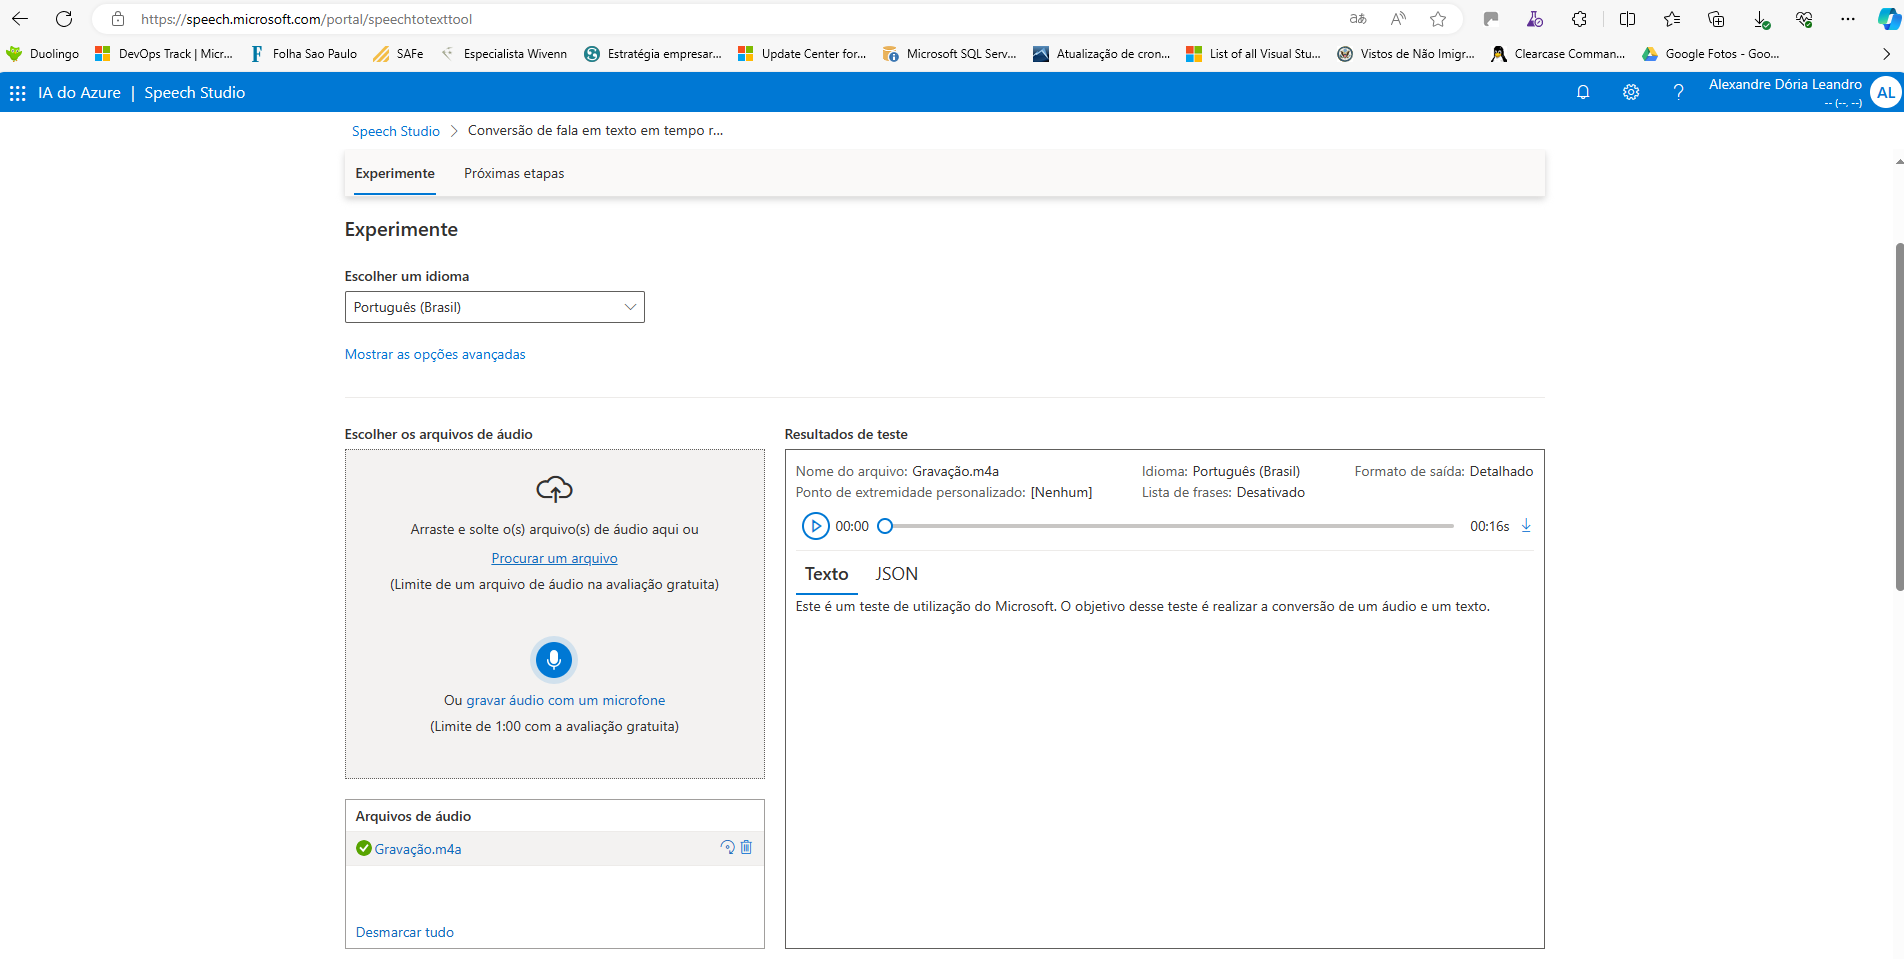 https://speech.microsoft.com/portal/speechtotexttool
Duolingo DevOps Track | Micr... Folha Sao Paulo SAFe Especialista Wivenn Estratégia empresar... Update Center for... Microsoft SQL Serv... Atualização de cron... List of all Visual Stu... Vistos de Não Imigr... Clearcase Comman... Google Fotos - Goo...
IA do Azure | Speech Studio
Alexandre Dória Leandro
-- (--, --)
AL
Speech Studio > Conversão de fala em texto em tempo r...
Experimente Próximas etapas
Experimente
Escolher um idioma
Português (Brasil)
Mostrar as opções avançadas
Escolher os arquivos de áudio
Arraste e solte o(s) arquivo(s) de áudio aqui ou
Procurar um arquivo
(Limite de um arquivo de áudio na avaliação gratuita)
Ou gravar áudio com um microfone
(Limite de 1:00 com a avaliação gratuita)
Arquivos de áudio
Gravação.m4a
Desmarcar tudo
Resultados de teste
Nome do arquivo: Gravação.m4a Idioma: Português (Brasil) Formato de saída: Detalhado
Ponto de extremidade personalizado: [Nenhum] Lista de frases: Desativado
00:00 00:16s
Texto JSON
Este é um teste de utilização do Microsoft. O objetivo desse teste é realizar a conversão de um áudio e um texto.